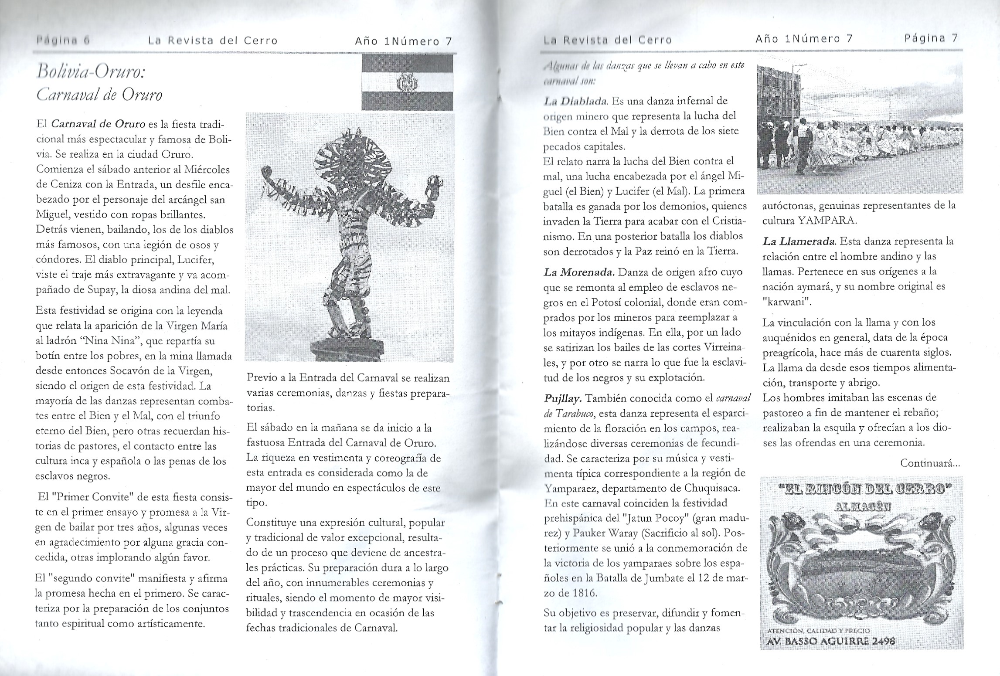 Página 6 La Revista del Cerro Año 1Número 7
Bolivia-Oruro:
Carnaval de Oruro
El Carnaval de Oruro es la fiesta tradi-
cional más espectacular y famosa de Boli-
via. Se realiza en la ciudad Oruro.
Comienza el sábado anterior al Miércoles
de Ceniza con la Entrada, un desfile enca-
bezado por el personaje del arcángel san
Miguel, vestido con ropas brillantes.
Detrás vienen, bailando, los de los diablos
más famosos, con una legión de osos y
cóndores. El diablo principal, Lucifer,
viste el traje más extravagante y va acom-
pañado de Supay, la diosa andina del mal.
Esta festividad se origina con la leyenda
que relata la aparición de la Virgen María
al ladrón “Nina Nina”, que repartía su
botín entre los pobres, en la mina llamada
desde entonces Socavón de la Virgen,
siendo el origen de esta festividad. La
mayoría de las danzas representan comba-
tes entre el Bien y el Mal, con el triunfo
eterno del Bien, pero otras recuerdan his-
torias de pastores, el contacto entre las
cultura inca y española o las penas de los
esclavos negros.
El "Primer Convite" de esta fiesta consis-
te en el primer ensayo y promesa a la Vir-
gen de bailar por tres años, algunas veces
en agradecimiento por alguna gracia con-
cedida, otras implorando algún favor.
El "segundo convite" manifiesta y afirma
la promesa hecha en el primero. Se carac-
teriza por la preparación de los conjuntos
tanto espiritual como artísticamente.
Previo a la Entrada del Carnaval se realizan
varias ceremonias, danzas y fiestas prepara-
torias.
El sábado en la mañana se da inicio a la
fastuosa Entrada del Carnaval de Oruro.
La riqueza en vestimenta y coreografía de
esta entrada es considerada como la de
mayor del mundo en espectáculos de este
tipo.
Constituye una expresión cultural, popular
y tradicional de valor excepcional, resulta-
do de un proceso que deviene de ancestra-
les prácticas. Su preparación dura a lo largo
del año, con innumerables ceremonias y
rituales, siendo el momento de mayor visi-
bilidad y trascendencia en ocasión de las
fechas tradicionales de Carnaval.
La Revista del Cerro Año 1Número 7 Página 7
Algunas de las danzas que se llevan a cabo en este
carnaval son:
La Diablada. Es una danza infernal de
origen minero que representa la lucha del
Bien contra el Mal y la derrota de los siete
pecados capitales.
El relato narra la lucha del Bien contra el
mal, una lucha encabezada por el ángel Mi-
guel (el Bien) y Lucifer (el Mal). La primera
batalla es ganada por los demonios, quienes
invaden la Tierra para acabar con el Cristia-
nismo. En una posterior batalla los diablos
son derrotados y la Paz reinó en la Tierra.
La Morenada. Danza de origen afro cuyo
que se remonta al empleo de esclavos ne-
gros en el Potosí colonial, donde eran com-
prados por los mineros para reemplazar a
los mitayos indígenas. En ella, por un lado
se satirizan los bailes de las cortes Virreina-
les, y por otro se narra lo que fue la esclavi-
tud de los negros y su explotación.
Pujllay. También conocida como el carnaval
de Tarabuco, esta danza representa el esparci-
miento de la floración en los campos, rea-
lizándose diversas ceremonias de fecundi-
dad. Se caracteriza por su música y vesti-
menta típica correspondiente a la región de
Yamparaez, departamento de Chuquisaca.
En este carnaval coinciden la festividad
prehispánica del "Jatun Pocoy" (gran madu-
rez) y Pauker Waray (Sacrificio al sol). Pos-
teriormente se unió a la conmemoración de
la victoria de los yamparaes sobre los espa-
ñoles en la Batalla de Jumbate el 12 de mar-
zo de 1816.
Su objetivo es preservar, difundir y fomen-
tar la religiosidad popular y las danzas
autóctonas, genuinas representantes de la
cultura YAMPARA.
La Llamerada. Esta danza representa la
relación entre el hombre andino y las
llamas. Pertenece en sus orígenes a la
nación aymará, y su nombre original es
"karwani".
La vinculación con la llama y con los
auquénidos en general, data de la época
preagrícola, hace más de cuarenta siglos.
La llama da desde esos tiempos alimenta-
ción, transporte y abrigo.
Los hombres imitaban las escenas de
pastoreo a fin de mantener el rebaño;
realizaban la esquila y ofrecían a los dio-
ses las ofrendas en una ceremonia.
Continuará...
"EL RINCÓN DEL CERRO"
ALMACÉN
ATENCIÓN, CALIDAD Y PRECIO
AV. BASSO AGUIRRE 2498